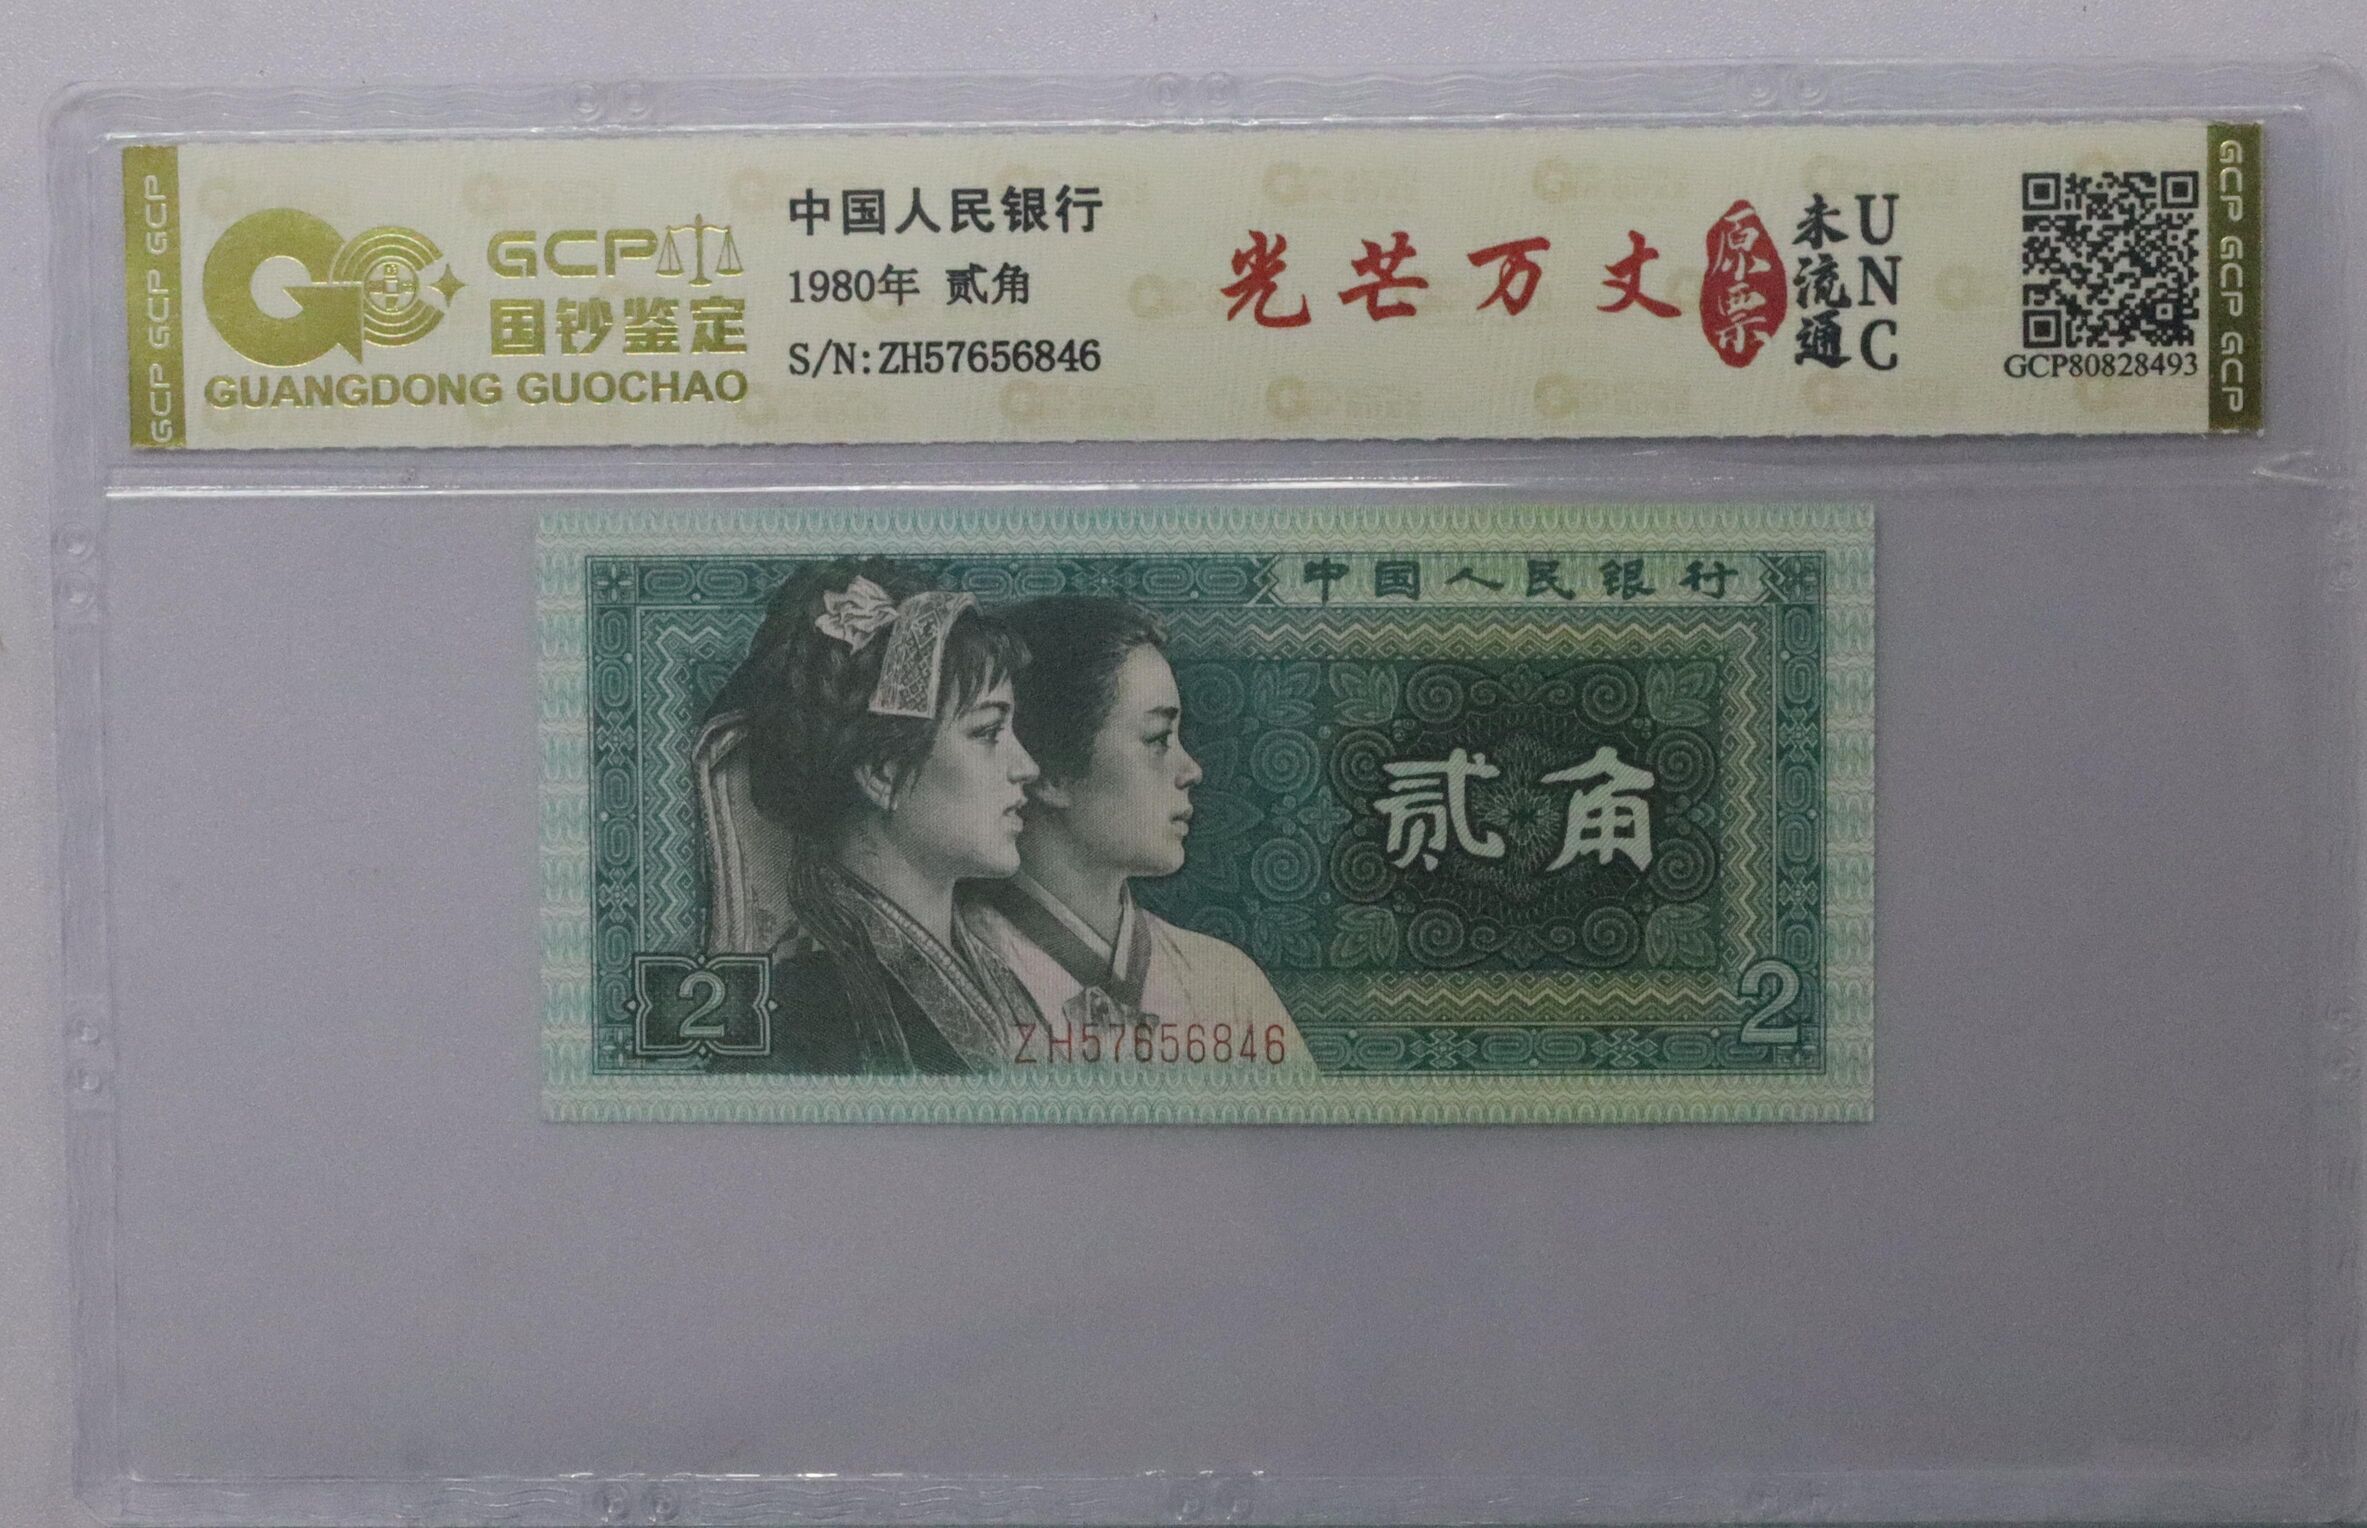 GCP GCP GCP
GCP
国钞鉴定
GUANGDONG GUOCHAO
中国人民银行
1980年 贰角
S/N:ZH57656846
光芒万丈
原票
未流通
UNC
GCP80828493
GCP GCP GCP
中国人民银行
贰角
2
2
ZH57656846